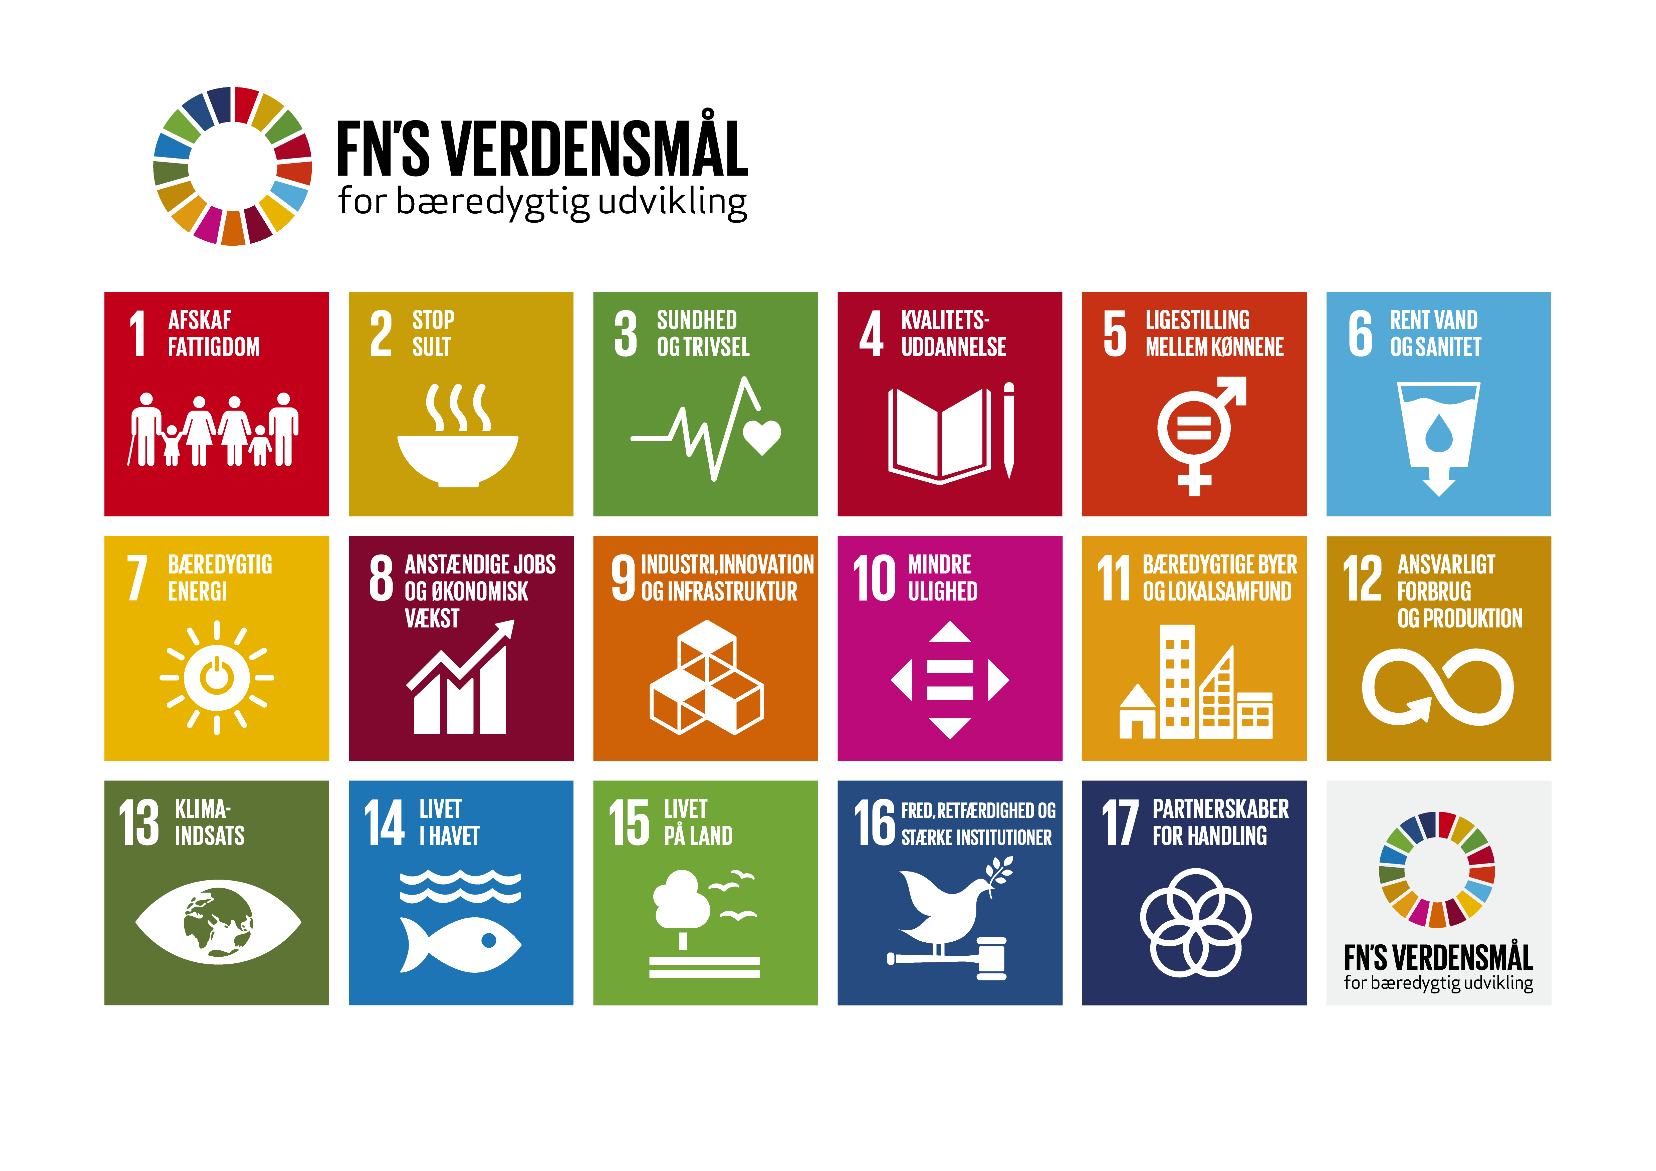 FN'S VERDENSMÅL
for bæredygtig udvikling
1 AFSKAF
FATTIGDOM
2 STOP
SULT
3 SUNDHED
OG TRIVSEL
4 KVALITETS-
UDDANNELSE
5 LIGESTILLING
MELLEM KØNNENE
6 RENT VAND
OG SANITET
7 BÆREDYGTIG
ENERGI
8 ANSTÆNDIGE JOBS
OG ØKONOMISK
VÆKST
9 INDUSTRI, INNOVATION
OG INFRASTRUKTUR
10 MINDRE
ULIGHED
11 BÆREDYGTIGE BYER
OG LOKALSAMFUND
12 ANSVARLIGT
FORBRUG
OG PRODUKTION
13 KLIMA-
INDSATS
14 LIVET
I HAVET
15 LIVET
PÅ LAND
16 FRED, RETFÆRDIGHED OG
STÆRKE INSTITUTIONER
17 PARTNERSKABER
FOR HANDLING
FN'S VERDENSMÅL
for bæredygtig udvikling